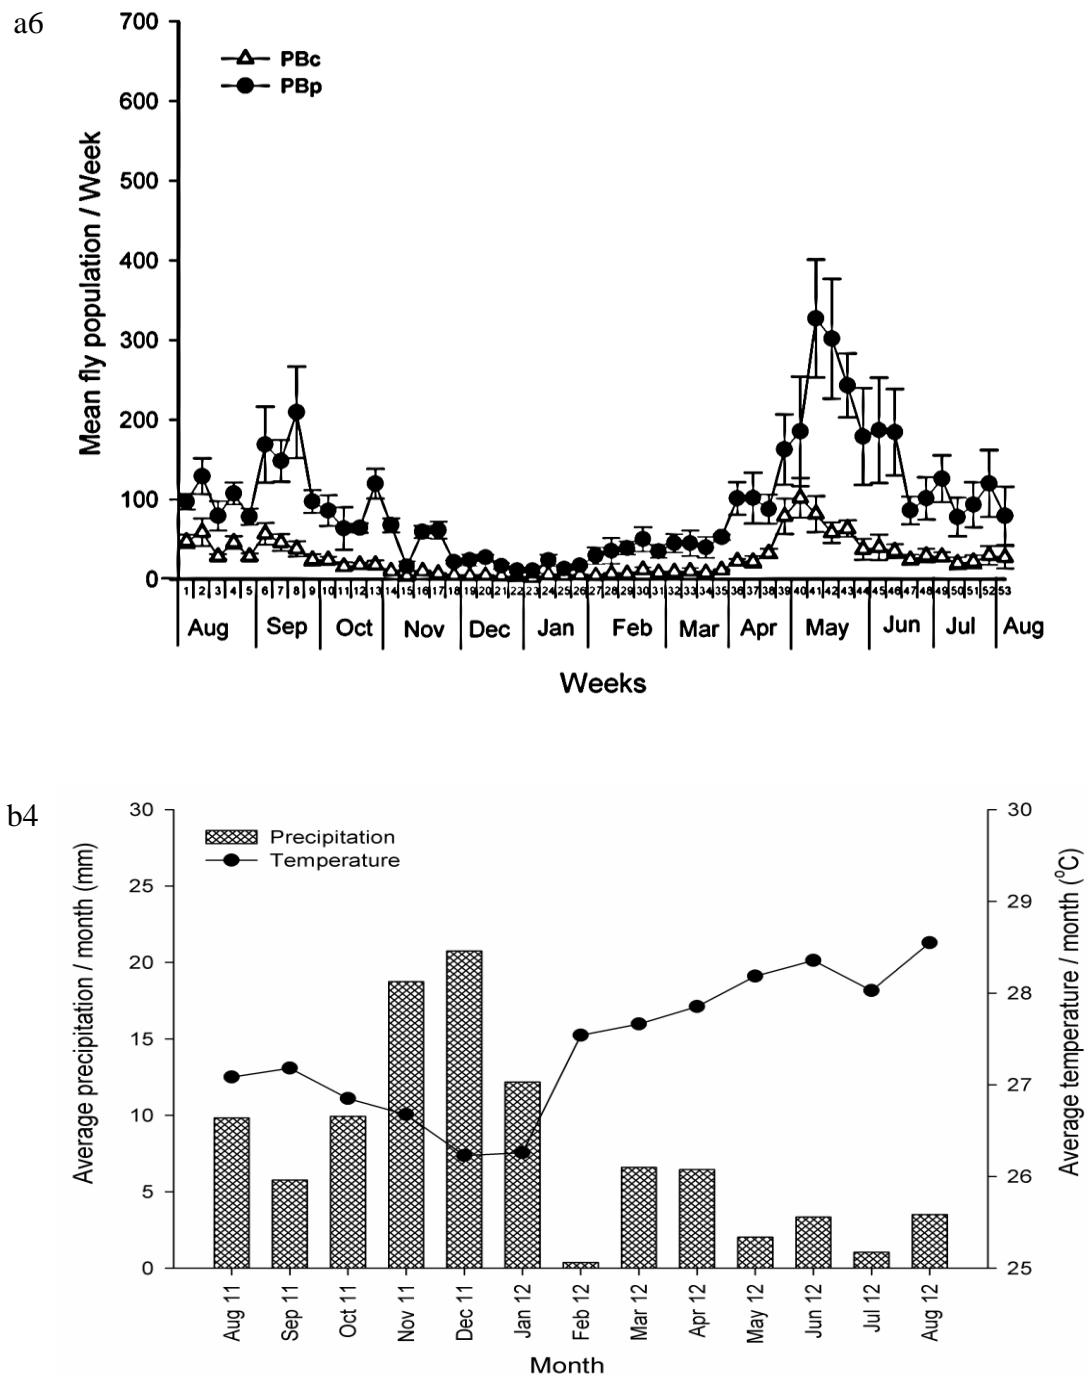 a6
700
600
500
400
300
200
100
0
Mean fly population / Week
PBc
PBp
1 2 3 4 5 6 7 8 9 10 11 12 13 14 15 16 17 18 19 20 21 22 23 24 25 26 27 28 29 30 31 32 33 34 35 36 37 38 39 40 41 42 43 44 45 46 47 48 49 50 51 52 53
Aug Sep Oct Nov Dec Jan Feb Mar Apr May Jun Jul Aug
Weeks
b4
30
25
20
15
10
5
0
Average precipitation / month (mm)
Precipitation
Temperature
30
29
28
27
26
25
Average temperature / month (⁰C)
Aug 11
Sep 11
Oct 11
Nov 11
Dec 11
Jan 12
Feb 12
Mar 12
Apr 12
May 12
Jun 12
Jul 12
Aug 12
Month